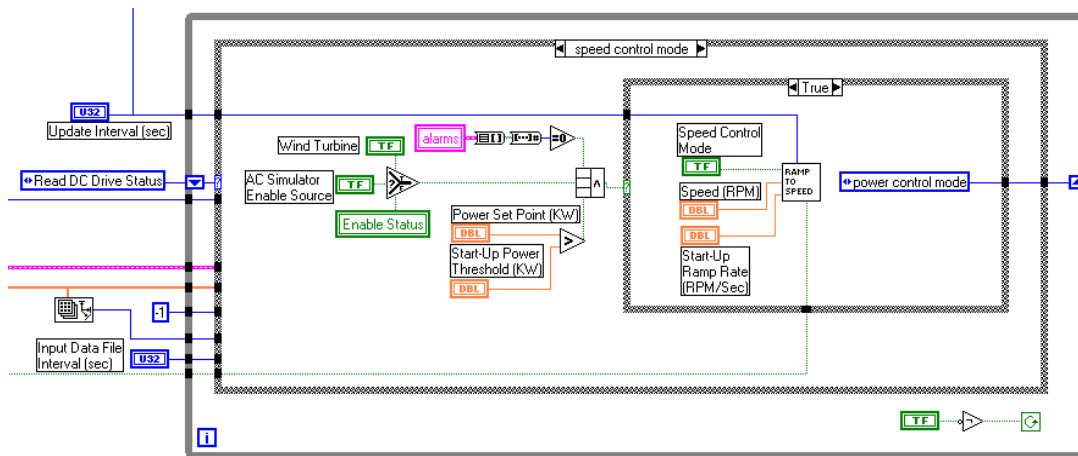 speed control mode
True
U32
Update Interval (sec)
Wind Turbine
TF
alarms
=0
Speed Control
Mode
TF
RAMP
TO
SPEED
Read DC Drive Status
AC Simulator
Enable Source
TF
Enable Status
Power Set Point (KW)
DBL
>
Start-Up Power
Threshold (KW)
DBL
Speed (RPM)
DBL
DBL
Start-Up
Ramp Rate
(RPM/Sec)
power control mode
-1
Input Data File
Interval (sec)
U32
TF
i